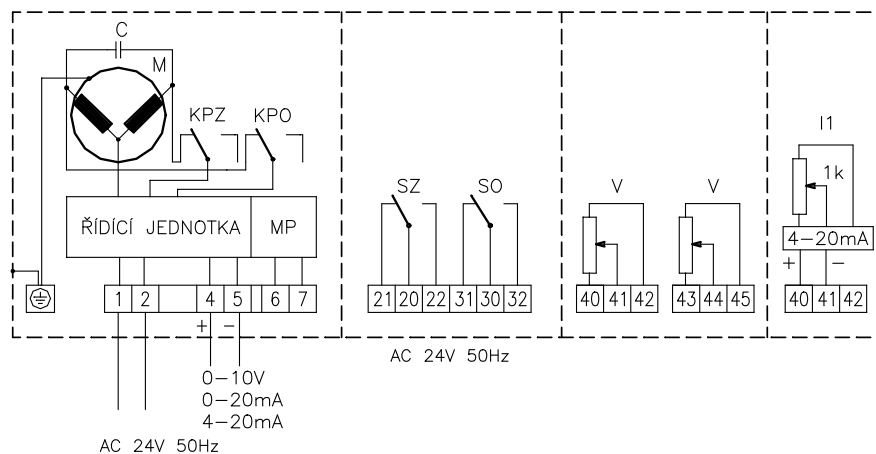 C
M
KPZ KPO
I1
1k
SZ SO V V
ŘÍDÍCÍ JEDNOTKA MP
4-20mA
+ -
1 2 4 5 6 7
21 20 22 31 30 32
40 41 42 43 44 45
40 41 42
+ -
AC 24V 50Hz
0-10V
0-20mA
4-20mA
AC 24V 50Hz